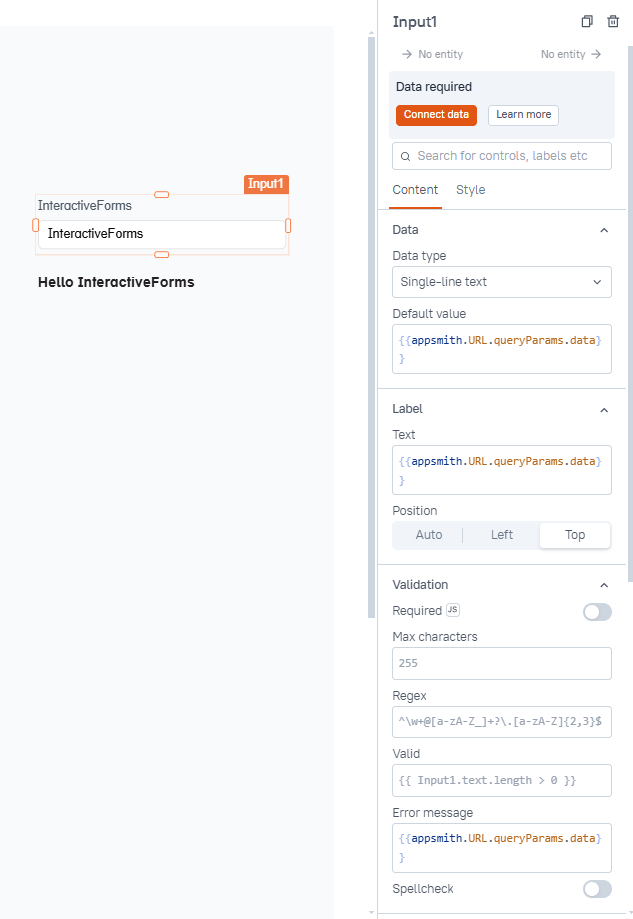 Input1
No entity
No entity
Data required
Connect data
Learn more
Search for controls, labels etc
Content
Style
Input1
InteractiveForms
InteractiveForms
Hello InteractiveForms
Data
Data type
Single-line text
Default value
{{appsmith.URL.queryParams.data}
}
Label
Text
{{appsmith.URL.queryParams.data}
}
Position
Auto
Left
Top
Validation
Required JS
Max characters
255
Regex
^\w+@[a-zA-Z_]+?\.[a-zA-Z]{2,3}$
Valid
{{ Input1.text.length > 0 }}
Error message
{{appsmith.URL.queryParams.data}
}
Spellcheck